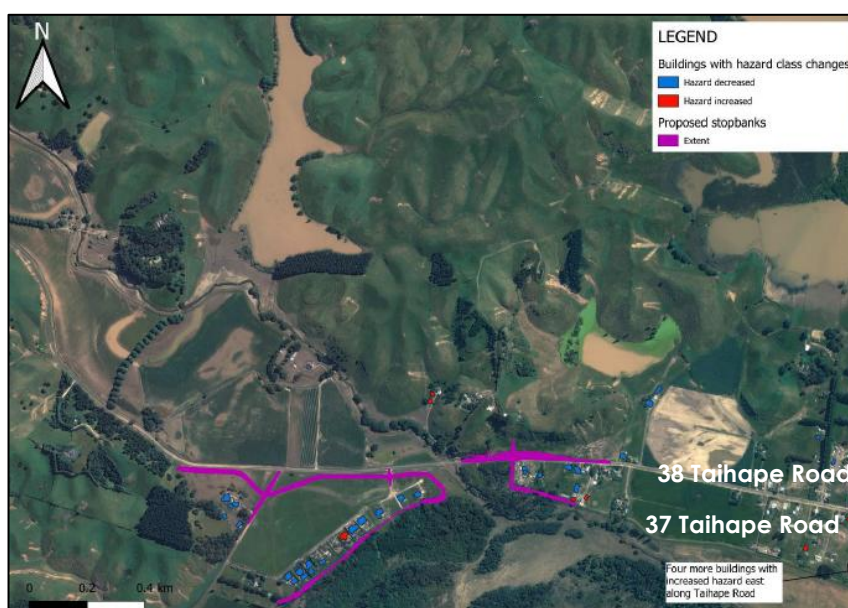 N
LEGEND
Buildings with hazard class changes
Hazard decreased
Hazard increased
Proposed stopbanks
Extent
38 Taihape Road
37 Taihape Road
Four more buildings with
increased hazard east
along Taihape Road
0 0.2 0.4 km